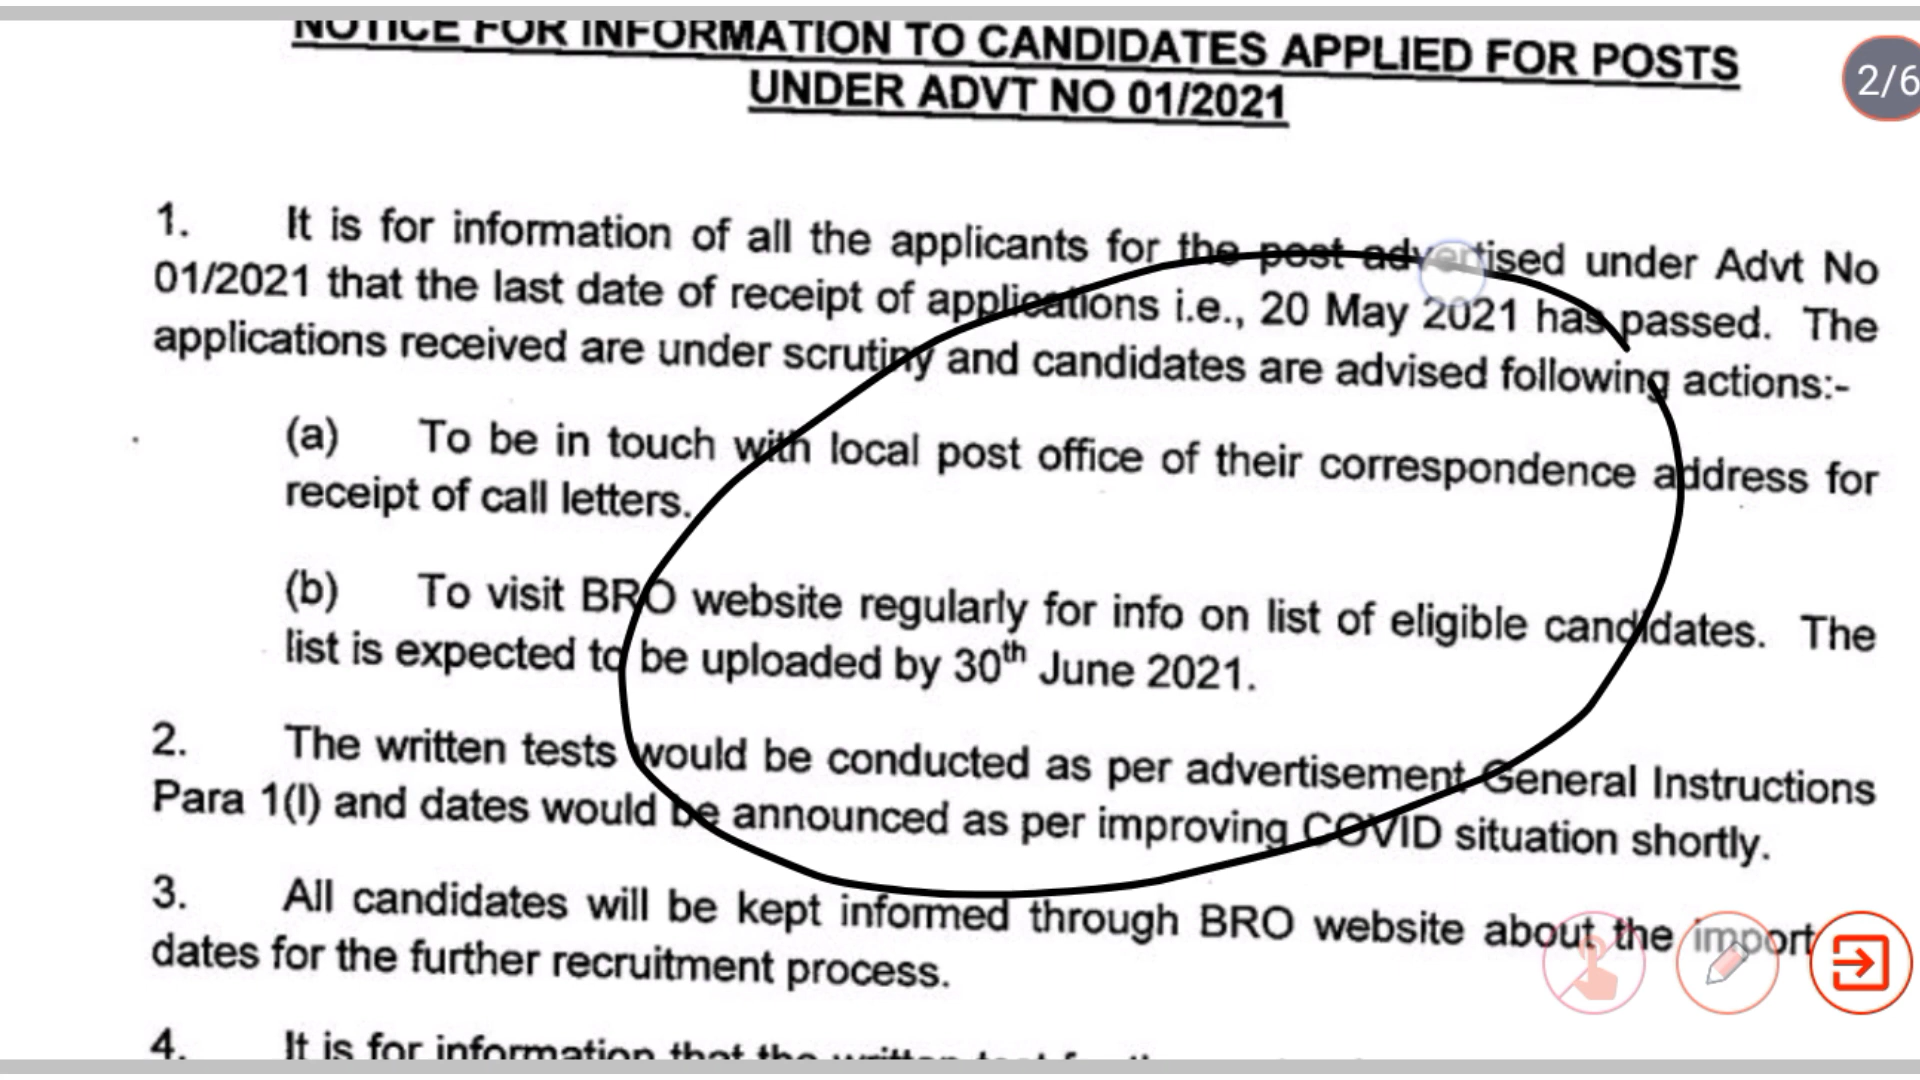 NOTICE FOR INFORMATION TO CANDIDATES APPLIED FOR POSTS
UNDER ADVT NO 01/2021
2/6
1. It is for information of all the applicants for the post advertised under Advt No
01/2021 that the last date of receipt of applications i.e., 20 May 2021 has passed. The
applications received are under scrutiny and candidates are advised following actions:-
(a) To be in touch with local post office of their correspondence address for
receipt of call letters.
(b) To visit BRO website regularly for info on list of eligible candidates. The
list is expected to be uploaded by 30th June 2021.
2. The written tests would be conducted as per advertisement General Instructions
Para 1(I) and dates would be announced as per improving COVID situation shortly.
3. All candidates will be kept informed through BRO website about the import
dates for the further recruitment process.
4. It is for information that the written